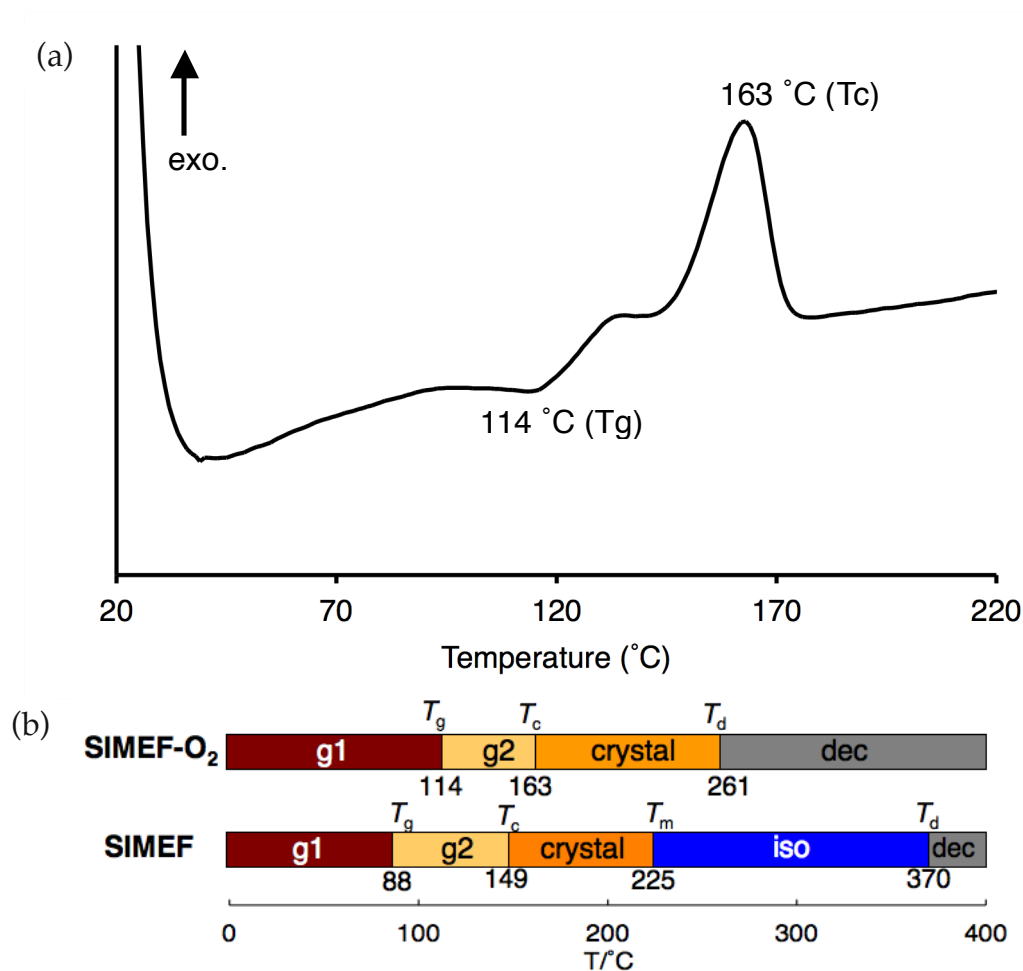 (a)
exo.
163 ˚C (Tc)
114 ˚C (Tg)
20 70 120 170 220
Temperature (˚C)
(b)
Tg Tc Td
SIMEF-O2 g1 g2 crystal dec
114 163 261
Tg Tc Tm Td
SIMEF g1 g2 crystal iso dec
88 149 225 370
0 100 200 300 400
T/°C